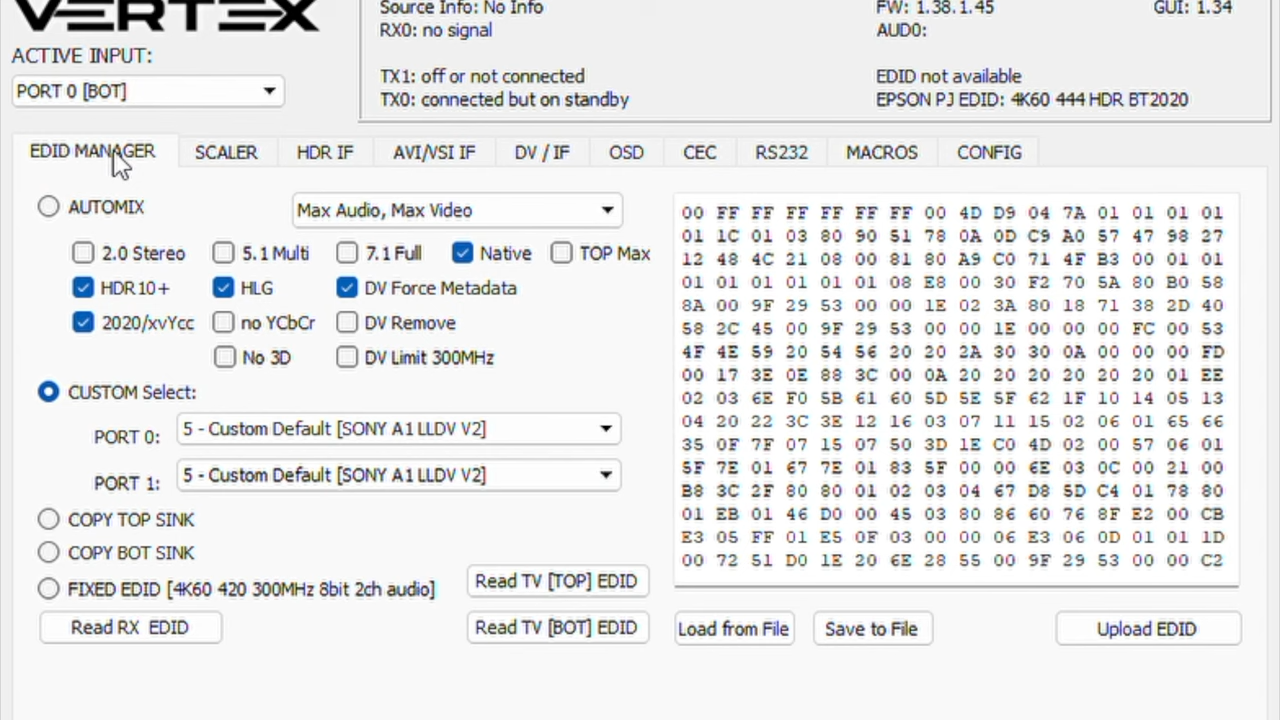 VERTEX
Source Info: No Info
FW: 1.38.1.45
GUI: 1.34
RX0: no signal
AUD0:
ACTIVE INPUT:
TX1: off or not connected
EDID not available
PORT 0 [BOT]
TX0: connected but on standby
EPSON PJ EDID: 4K60 444 HDR BT2020
EDID MANAGER SCALER HDR IF AVI/VSI IF DV / IF OSD CEC RS232 MACROS CONFIG
AUTOMIX
Max Audio, Max Video
2.0 Stereo 5.1 Multi 7.1 Full Native TOP Max
HDR10+ HLG DV Force Metadata
2020/xvYcc no YCbCr DV Remove
No 3D DV Limit 300MHz
CUSTOM Select:
PORT 0: 5 - Custom Default [SONY A1 LLDV V2]
PORT 1: 5 - Custom Default [SONY A1 LLDV V2]
COPY TOP SINK
COPY BOT SINK
FIXED EDID [4K60 420 300MHz 8bit 2ch audio]
Read TV [TOP] EDID
Read RX EDID
Read TV [BOT] EDID
00 FF FF FF FF FF FF 00 4D D9 04 7A 01 01 01 01
01 1C 01 03 80 90 51 78 0A 0D C9 A0 57 47 98 27
12 48 4C 21 08 00 81 80 A9 C0 71 4F B3 00 01 01
01 01 01 01 01 01 08 E8 00 30 F2 70 5A 80 B0 58
8A 00 9F 29 53 00 00 1E 02 3A 80 18 71 38 2D 40
58 2C 45 00 9F 29 53 00 00 1E 00 00 00 FC 00 53
4F 4E 59 20 54 56 20 20 2A 30 30 0A 00 00 00 FD
00 17 3E 0E 88 3C 00 0A 20 20 20 20 20 20 01 EE
02 03 6E F0 5B 61 60 5D 5E 5F 62 1F 10 14 05 13
04 20 22 3C 3E 12 16 03 07 11 15 02 06 01 65 66
35 0F 7F 07 15 07 50 3D 1E C0 4D 02 00 57 06 01
5F 7E 01 67 7E 01 83 5F 00 00 6E 03 0C 00 21 00
B8 3C 2F 80 80 01 02 03 04 67 D8 5D C4 01 78 80
01 EB 01 46 D0 00 45 03 80 86 60 76 8F E2 00 CB
E3 05 FF 01 E5 0F 03 00 00 06 E3 06 0D 01 01 1D
00 72 51 D0 1E 20 6E 28 55 00 9F 29 53 00 00 C2
Load from File Save to File Upload EDID